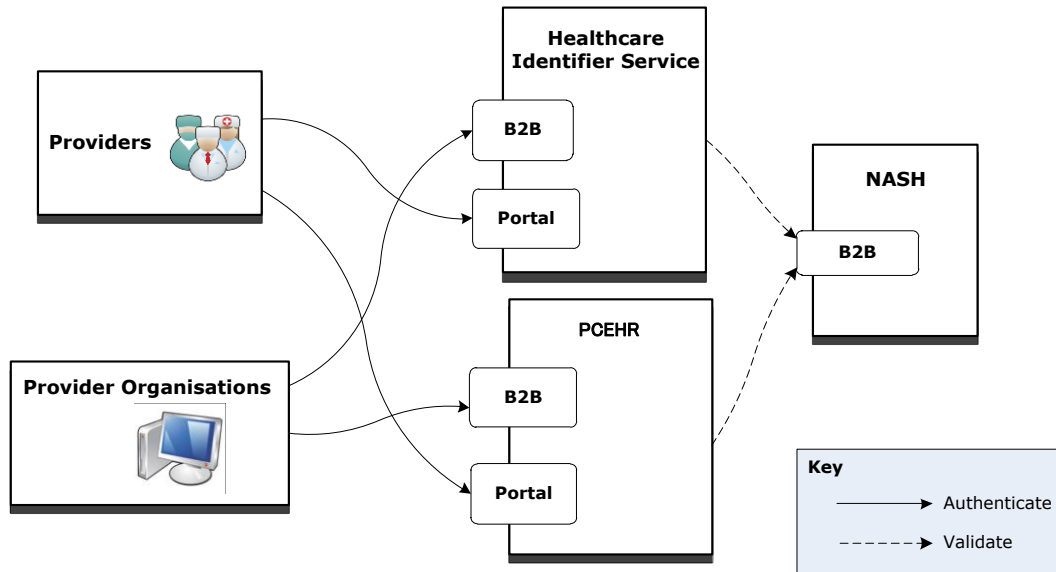 Healthcare
Identifier Service
Providers
B2B
Portal
NASH
B2B
PCEHR
Provider Organisations
B2B
Portal
Key
Authenticate
Validate